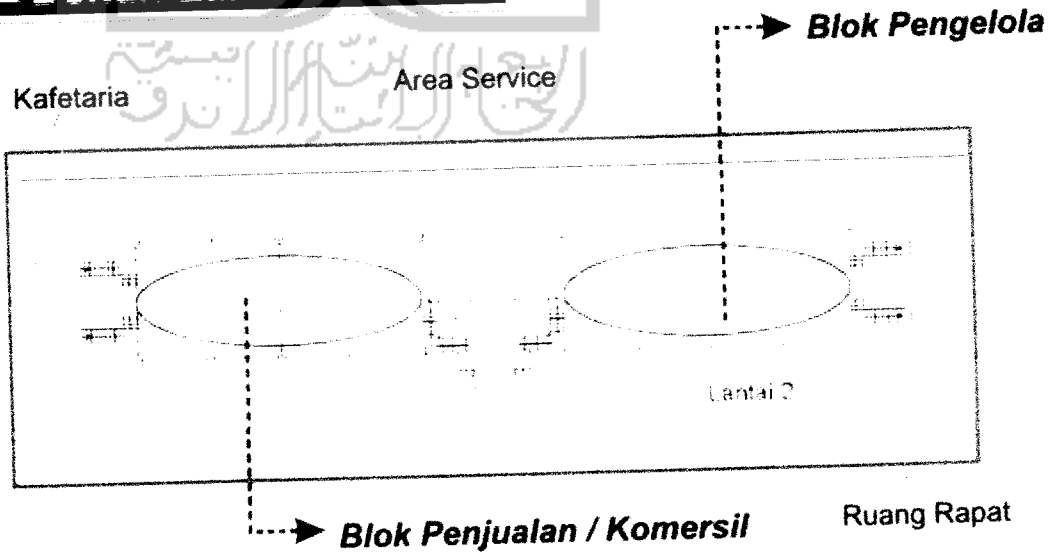 Blok Pengelola
Area Service
Kafetaria
Lantai 2
Blok Penjualan / Komersil
Ruang Rapat